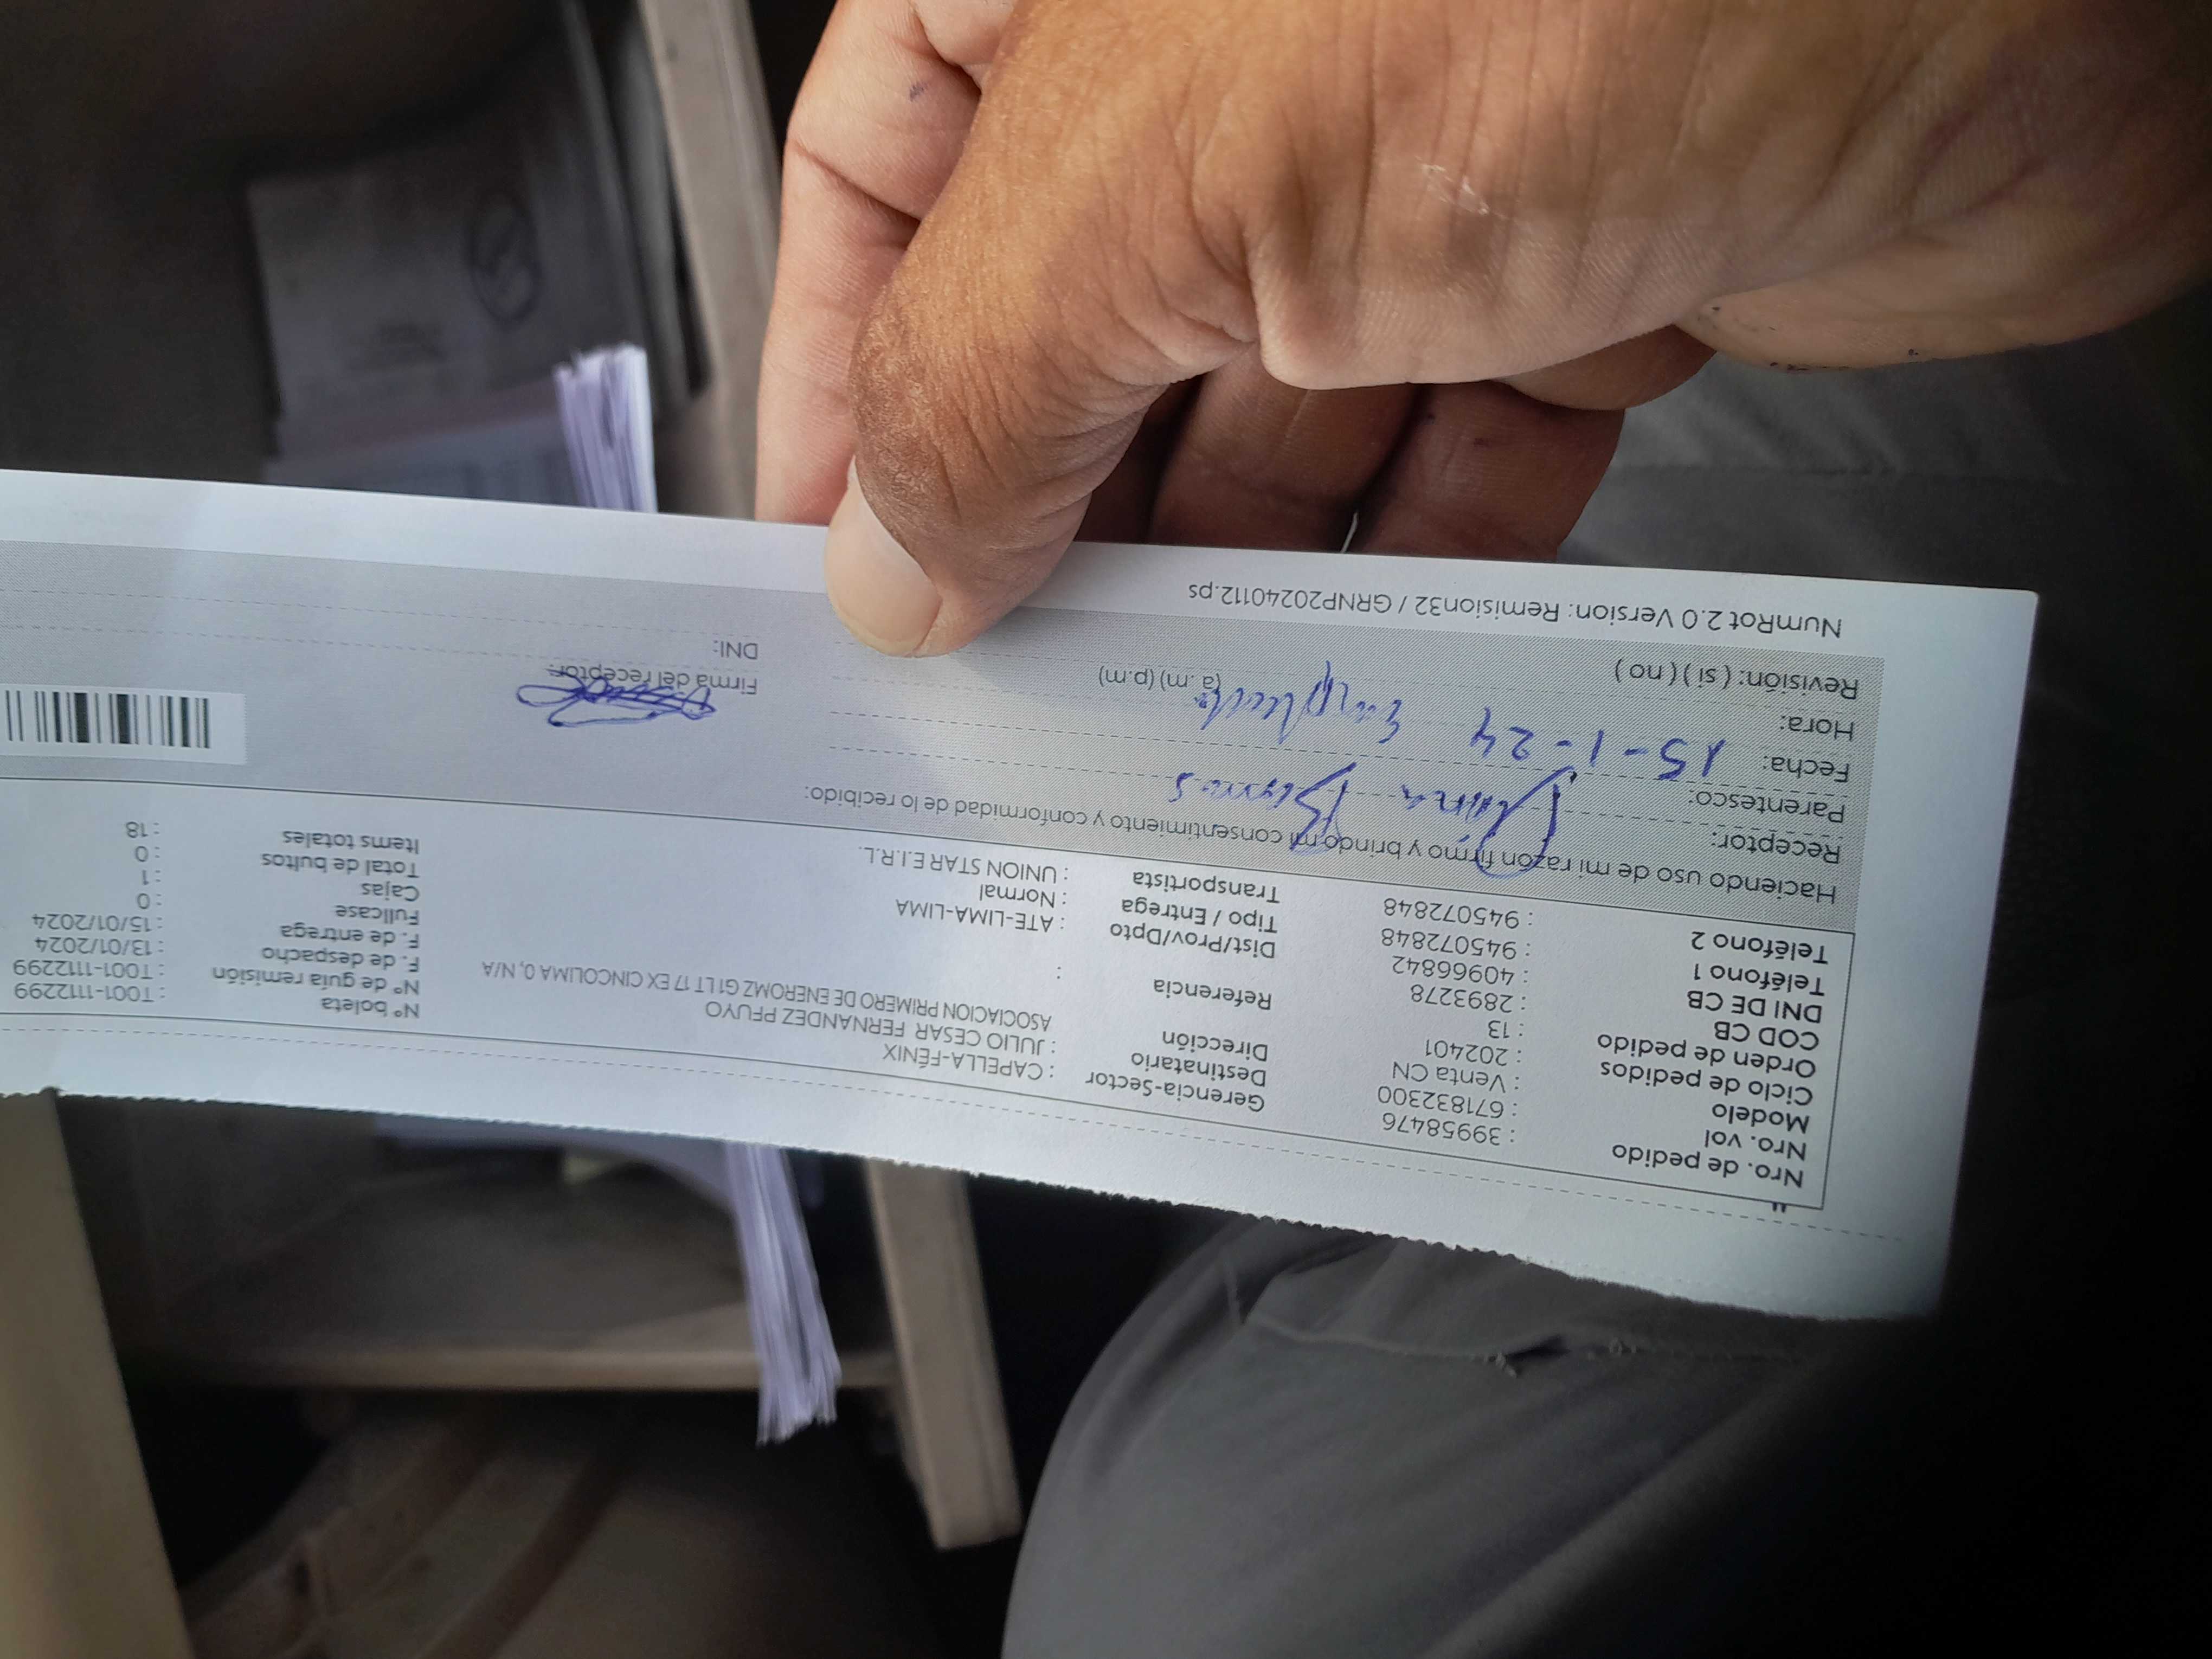 Nro. de pedido : 39958476
Nro. vol : 671832300
Modelo : Venta CN
Ciclo de pedidos : 202401
Orden de pedido : 13
COD CB : 2893278
DNI DE CB : 40966842
Teléfono 1 : 945072848
Teléfono 2 : 945072848
Gerencia-Sector : CAPELLA-FÉNIX
Destinatario : JULIO CESAR FERNANDEZ PFUYO
Dirección : ASOCIACION PRIMERO DE ENEROMZ G1 LT 17 EX CINCOLIMA 0, N/A
Referencia :
Dist/Prov/Dpto : ATE-LIMA-LIMA
Tipo / Entrega : Normal
Transportista : UNION STAR E.I.R.L.
Nº boleta : T001-1112299
Nº de guía remisión : T001-1112299
F. de despacho : 13/01/2024
F. de entrega : 15/01/2024
Fullcase : 0
Cajas : 1
Total de bultos : 0
Items totales : 18
Haciendo uso de mi razón firmo y brindo mi consentimiento y conformidad de lo recibido:
Receptor:
Parentesco:
Fecha: 15-1-24
Hora: (a. m) (p.m)
Revisión: ( si ) ( no )
Firma del receptor:
DNI:
NumRot 2.0 Version: Remision32 / GRNP20240112.ps